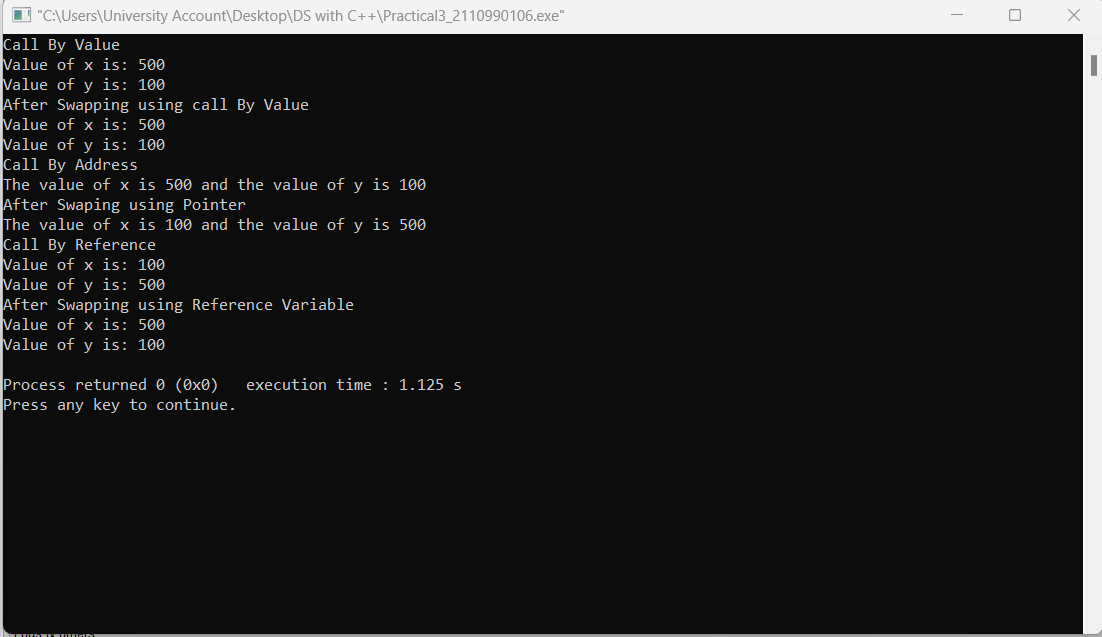 "C:\Users\University Account\Desktop\DS with C++\Practical3_2110990106.exe"
Call By Value
Value of x is: 500
Value of y is: 100
After Swapping using call By Value
Value of x is: 500
Value of y is: 100
Call By Address
The value of x is 500 and the value of y is 100
After Swaping using Pointer
The value of x is 100 and the value of y is 500
Call By Reference
Value of x is: 100
Value of y is: 500
After Swapping using Reference Variable
Value of x is: 500
Value of y is: 100
Process returned 0 (0x0)   execution time : 1.125 s
Press any key to continue.